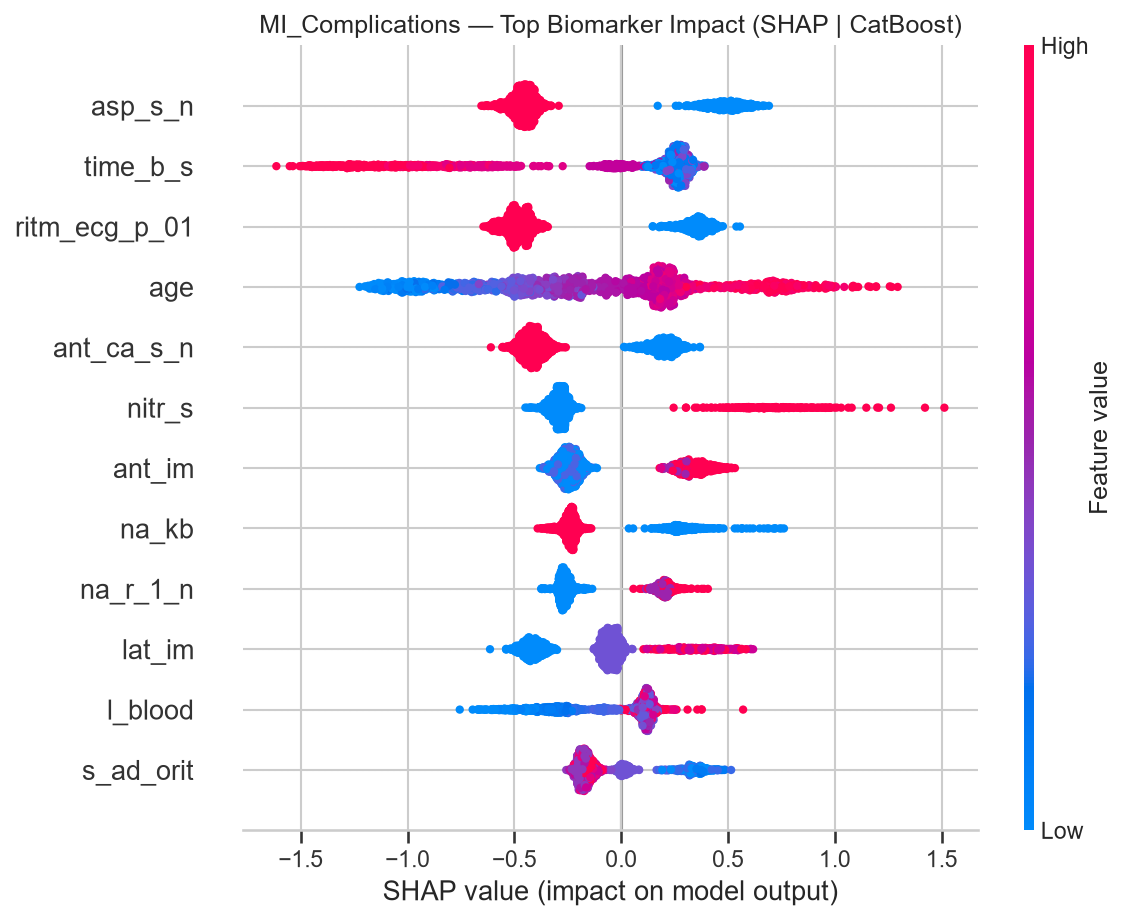 MI_Complications — Top Biomarker Impact (SHAP | CatBoost)
High
asp_s_n
time_b_s
ritm_ecg_p_01
age
ant_ca_s_n
nitr_s
ant_im
na_kb
na_r_1_n
lat_im
l_blood
s_ad_orit
Feature value
Low
−1.5 −1.0 −0.5 0.0 0.5 1.0 1.5
SHAP value (impact on model output)